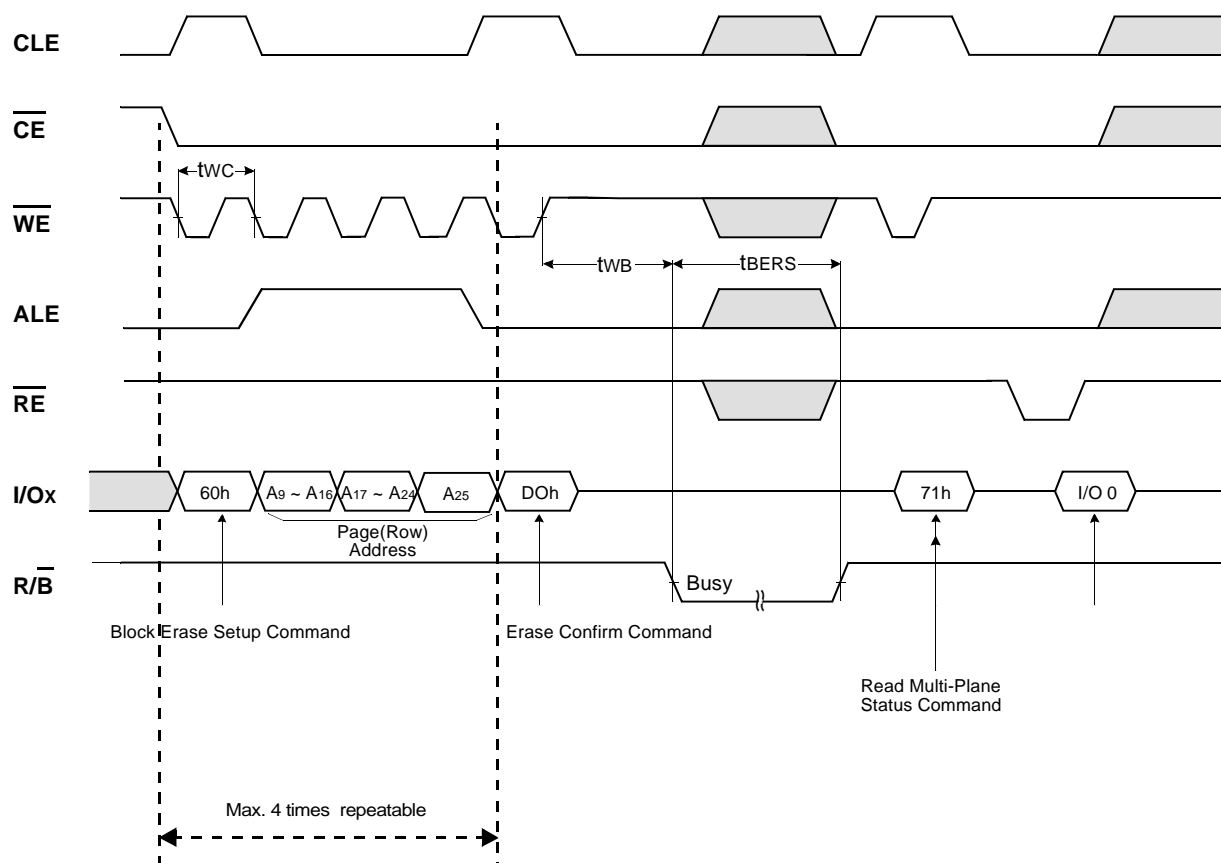 CLE
CE
tWC
WE
tWB
tBERS
ALE
RE
I/Ox
60h
A9 ~ A16
A17 ~ A24
A25
DOh
71h
I/O 0
Page(Row)
Address
R/B
Busy
Block Erase Setup Command
Erase Confirm Command
Read Multi-Plane
Status Command
Max. 4 times repeatable